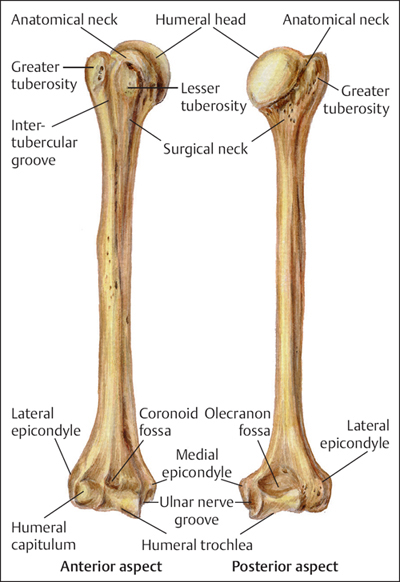 Anatomical neck
Humeral head
Anatomical neck
Greater
tuberosity
Lesser
tuberosity
Greater
tuberosity
Inter-
tubercular
groove
Surgical neck
Lateral
epicondyle
Coronoid
fossa
Olecranon
fossa
Lateral
epicondyle
Medial
epicondyle
Ulnar nerve
groove
Humeral
capitulum
Humeral trochlea
Anterior aspect
Posterior aspect